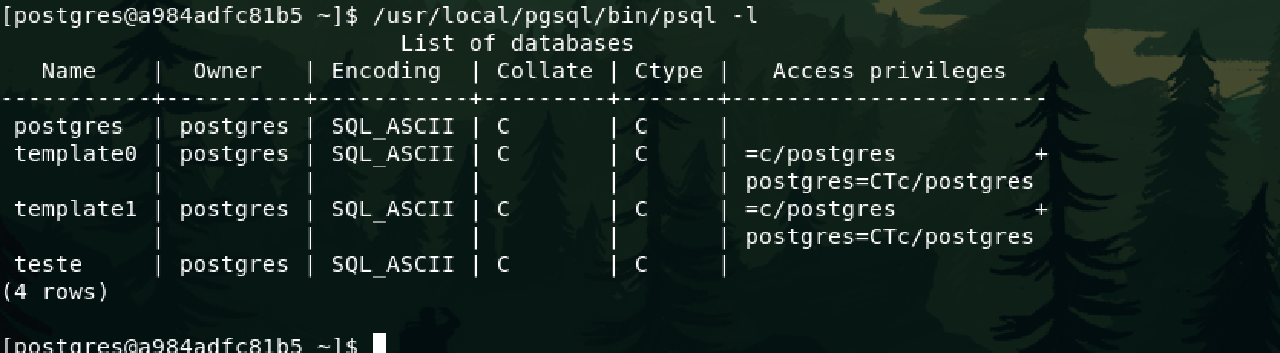 [postgres@a984adfc81b5 ~]$ /usr/local/pgsql/bin/psql -l
                             List of databases
   Name    |  Owner   | Encoding  | Collate | Ctype |   Access privileges
-----------+----------+-----------+---------+-------+-----------------------
 postgres  | postgres | SQL_ASCII | C       | C     |
 template0 | postgres | SQL_ASCII | C       | C     | =c/postgres          +
           |          |           |         |       | postgres=CTc/postgres
 template1 | postgres | SQL_ASCII | C       | C     | =c/postgres          +
           |          |           |         |       | postgres=CTc/postgres
 teste     | postgres | SQL_ASCII | C       | C     |
(4 rows)

[postgres@a984adfc81b5 ~]$